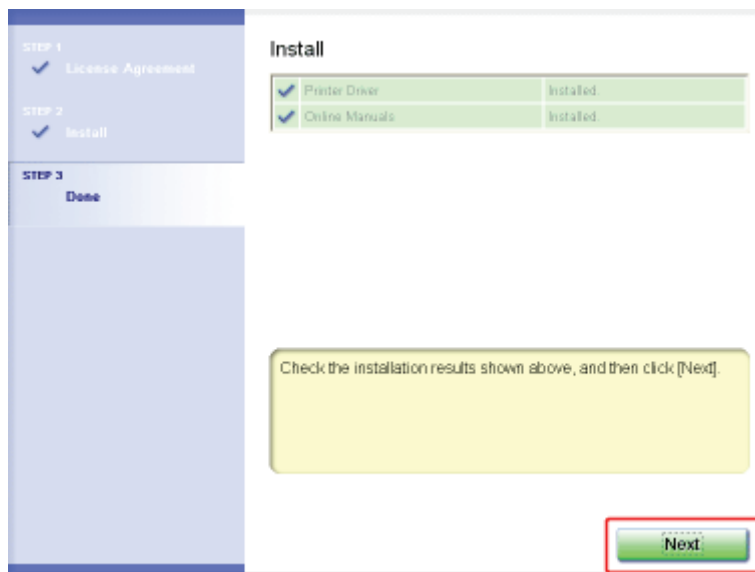 STEP 1
License Agreement
STEP 2
Install
STEP 3
Done
Install
Printer Driver Installed.
Online Manuals Installed.
Check the installation results shown above, and then click [Next].
Next